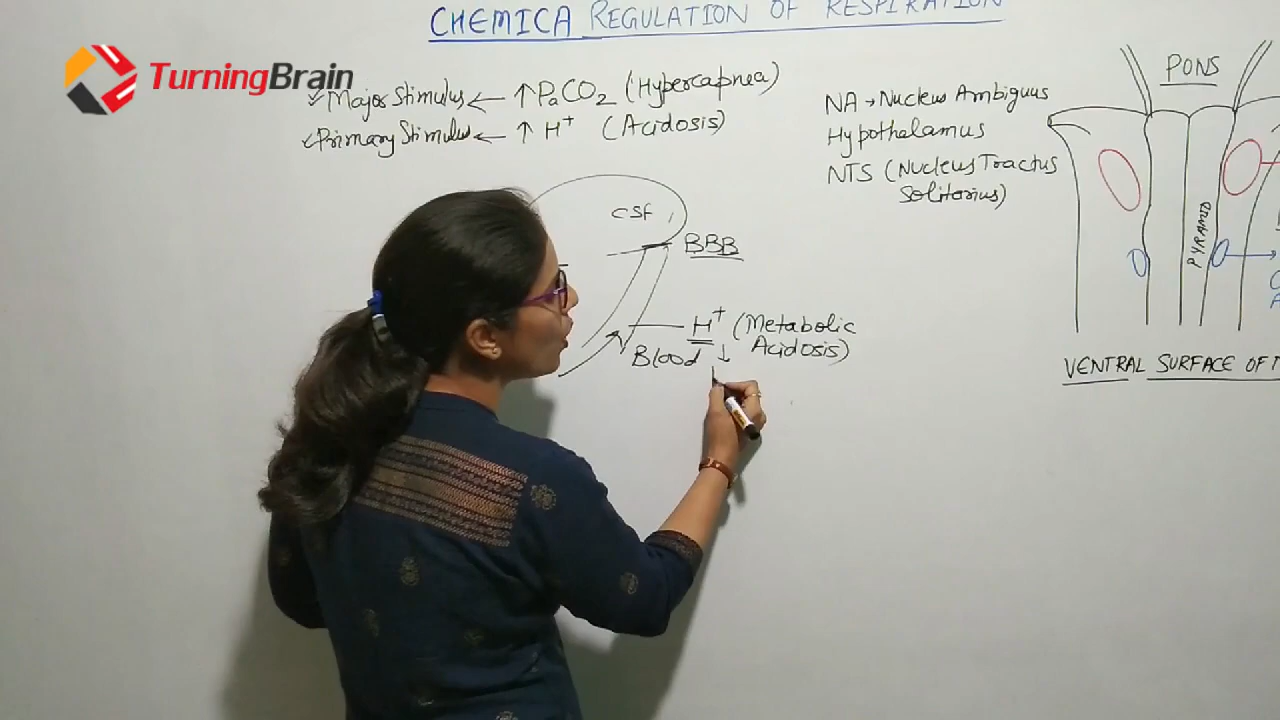 CHEMICA REGULATION OF RESPIRATION
TurningBrain
Major Stimulus ← ↑ PaCO2 (Hypercapnea)
Primary Stimulus ← ↑ H+ (Acidosis)
CSF
BBB
H+ (Metabolic
Acidosis)
Blood ↓
NA → Nucleus Ambiguus
Hypothalamus
NTS (Nucleus Tractus
Solitarius)
PONS
PYRAMID
VENTRAL SURFACE OF